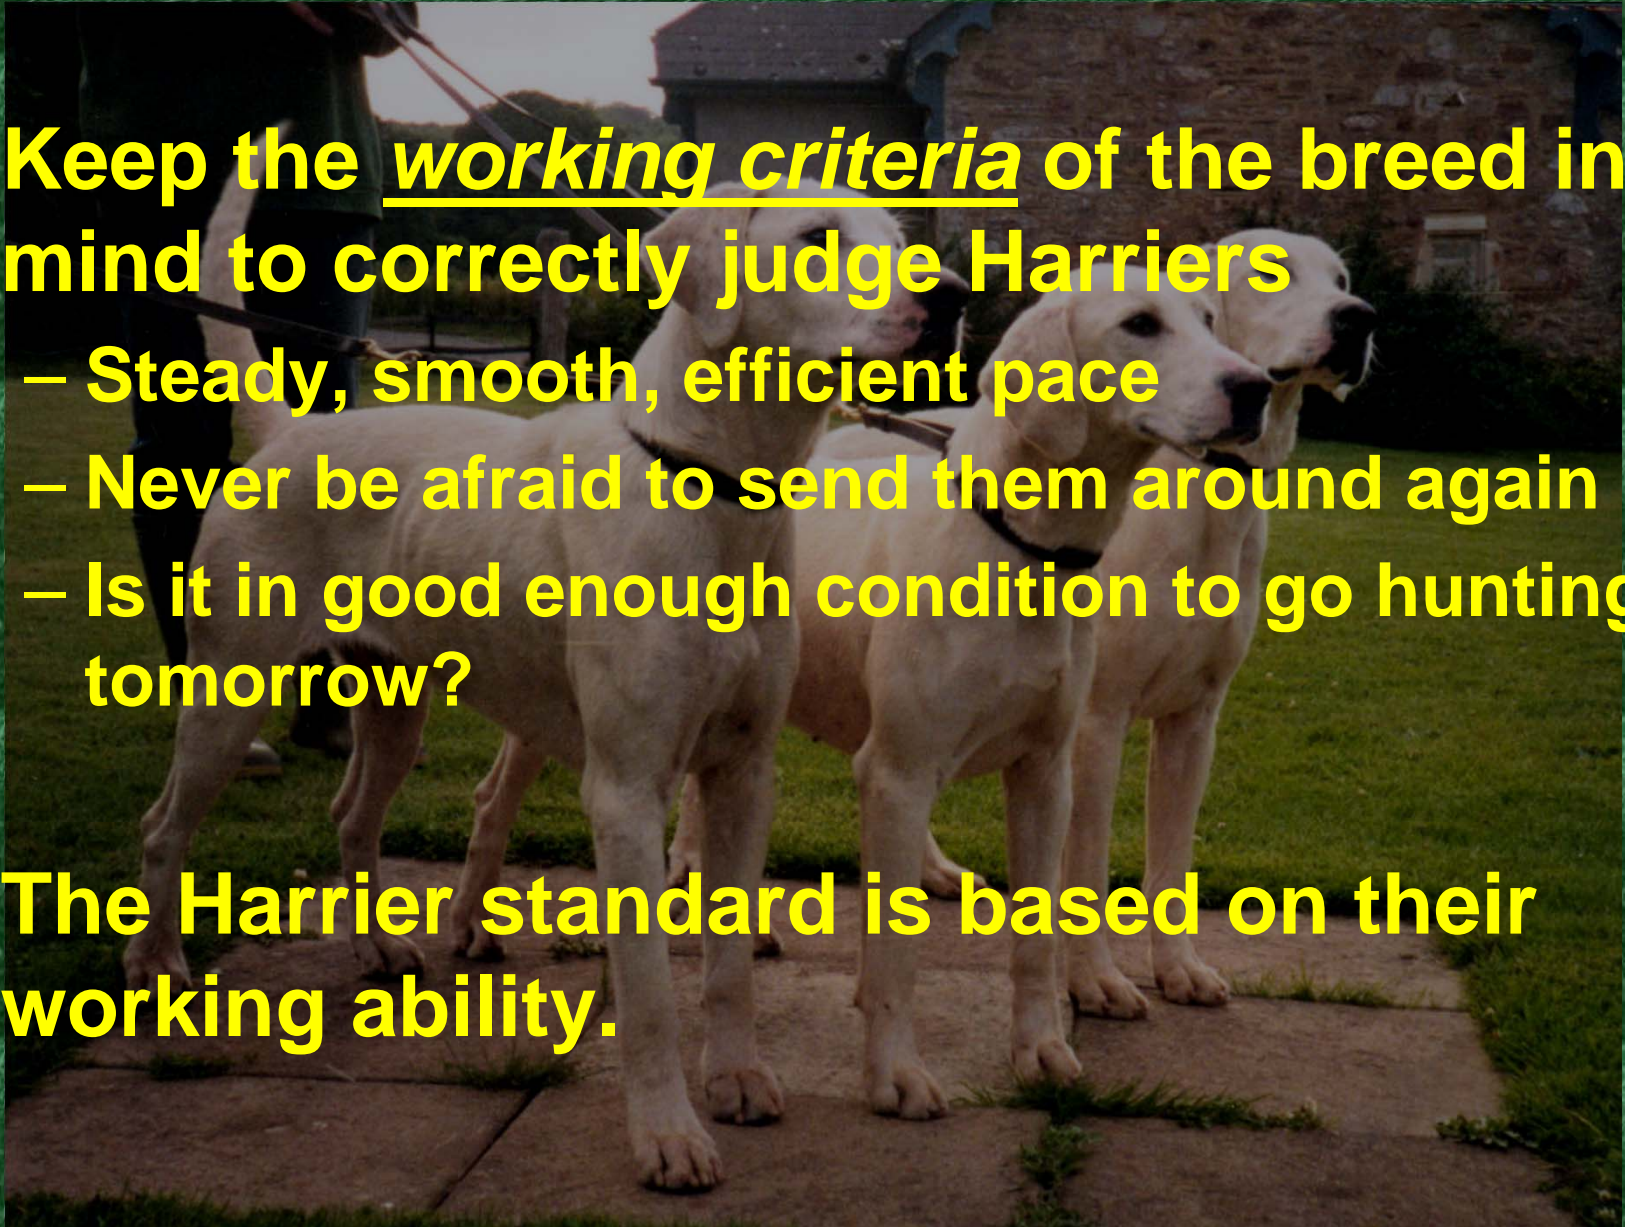 Keep the working criteria of the breed in
mind to correctly judge Harriers
– Steady, smooth, efficient pace
– Never be afraid to send them around again
– Is it in good enough condition to go hunting
tomorrow?
The Harrier standard is based on their
working ability.